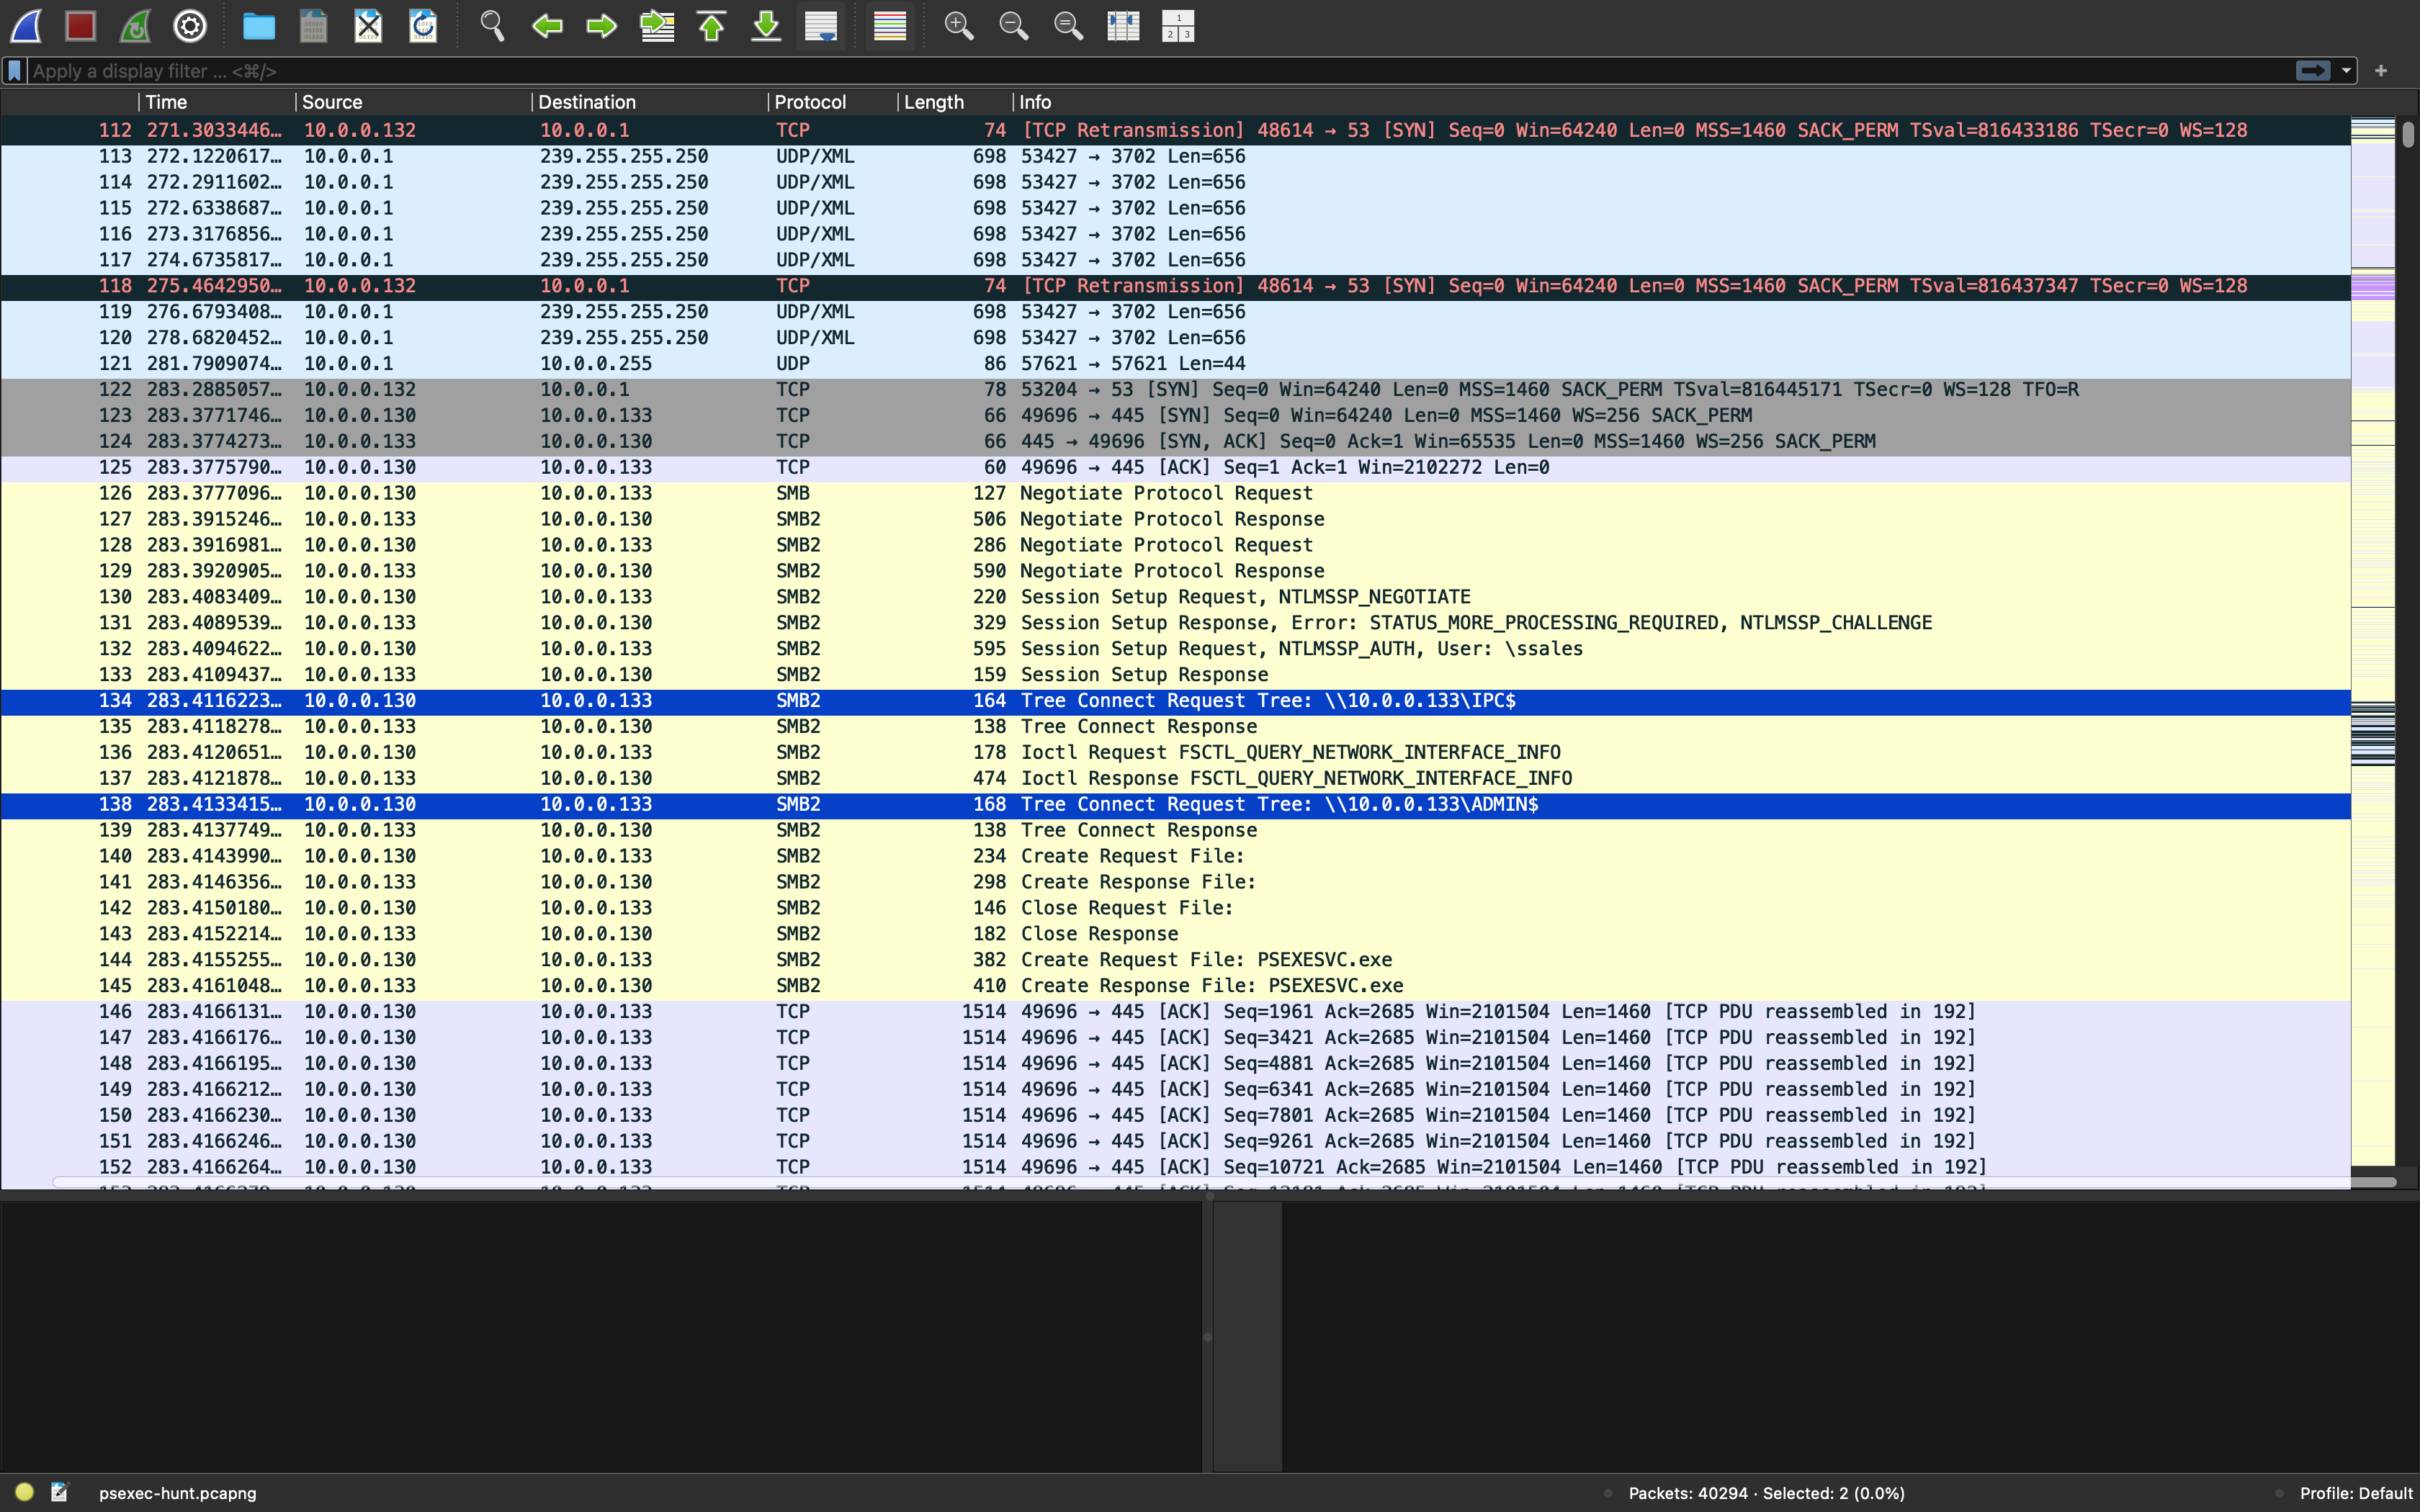 Apply a display filter ... <⌘/>
Time Source Destination Protocol Length Info
112 271.3033446… 10.0.0.132 10.0.0.1 TCP 74 [TCP Retransmission] 48614 → 53 [SYN] Seq=0 Win=64240 Len=0 MSS=1460 SACK_PERM TSval=816433186 TSecr=0 WS=128
113 272.1220617… 10.0.0.1 239.255.255.250 UDP/XML 698 53427 → 3702 Len=656
114 272.2911602… 10.0.0.1 239.255.255.250 UDP/XML 698 53427 → 3702 Len=656
115 272.6338687… 10.0.0.1 239.255.255.250 UDP/XML 698 53427 → 3702 Len=656
116 273.3176856… 10.0.0.1 239.255.255.250 UDP/XML 698 53427 → 3702 Len=656
117 274.6735817… 10.0.0.1 239.255.255.250 UDP/XML 698 53427 → 3702 Len=656
118 275.4642950… 10.0.0.132 10.0.0.1 TCP 74 [TCP Retransmission] 48614 → 53 [SYN] Seq=0 Win=64240 Len=0 MSS=1460 SACK_PERM TSval=816437347 TSecr=0 WS=128
119 276.6793408… 10.0.0.1 239.255.255.250 UDP/XML 698 53427 → 3702 Len=656
120 278.6820452… 10.0.0.1 239.255.255.250 UDP/XML 698 53427 → 3702 Len=656
121 281.7909074… 10.0.0.1 10.0.0.255 UDP 86 57621 → 57621 Len=44
122 283.2885057… 10.0.0.132 10.0.0.1 TCP 78 53204 → 53 [SYN] Seq=0 Win=64240 Len=0 MSS=1460 SACK_PERM TSval=816445171 TSecr=0 WS=128 TFO=R
123 283.3771746… 10.0.0.130 10.0.0.133 TCP 66 49696 → 445 [SYN] Seq=0 Win=64240 Len=0 MSS=1460 WS=256 SACK_PERM
124 283.3774273… 10.0.0.133 10.0.0.130 TCP 66 445 → 49696 [SYN, ACK] Seq=0 Ack=1 Win=65535 Len=0 MSS=1460 WS=256 SACK_PERM
125 283.3775790… 10.0.0.130 10.0.0.133 TCP 60 49696 → 445 [ACK] Seq=1 Ack=1 Win=2102272 Len=0
126 283.3777096… 10.0.0.130 10.0.0.133 SMB 127 Negotiate Protocol Request
127 283.3915246… 10.0.0.133 10.0.0.130 SMB2 506 Negotiate Protocol Response
128 283.3916981… 10.0.0.130 10.0.0.133 SMB2 286 Negotiate Protocol Request
129 283.3920905… 10.0.0.133 10.0.0.130 SMB2 590 Negotiate Protocol Response
130 283.4083409… 10.0.0.130 10.0.0.133 SMB2 220 Session Setup Request, NTLMSSP_NEGOTIATE
131 283.4089539… 10.0.0.133 10.0.0.130 SMB2 329 Session Setup Response, Error: STATUS_MORE_PROCESSING_REQUIRED, NTLMSSP_CHALLENGE
132 283.4094622… 10.0.0.130 10.0.0.133 SMB2 595 Session Setup Request, NTLMSSP_AUTH, User: \ssales
133 283.4109437… 10.0.0.133 10.0.0.130 SMB2 159 Session Setup Response
134 283.4116223… 10.0.0.130 10.0.0.133 SMB2 164 Tree Connect Request Tree: \\10.0.0.133\IPC$
135 283.4118278… 10.0.0.133 10.0.0.130 SMB2 138 Tree Connect Response
136 283.4120651… 10.0.0.130 10.0.0.133 SMB2 178 Ioctl Request FSCTL_QUERY_NETWORK_INTERFACE_INFO
137 283.4121878… 10.0.0.133 10.0.0.130 SMB2 474 Ioctl Response FSCTL_QUERY_NETWORK_INTERFACE_INFO
138 283.4133415… 10.0.0.130 10.0.0.133 SMB2 168 Tree Connect Request Tree: \\10.0.0.133\ADMIN$
139 283.4137749… 10.0.0.133 10.0.0.130 SMB2 138 Tree Connect Response
140 283.4143990… 10.0.0.130 10.0.0.133 SMB2 234 Create Request File:
141 283.4146356… 10.0.0.133 10.0.0.130 SMB2 298 Create Response File:
142 283.4150180… 10.0.0.130 10.0.0.133 SMB2 146 Close Request File:
143 283.4152214… 10.0.0.133 10.0.0.130 SMB2 182 Close Response
144 283.4155255… 10.0.0.130 10.0.0.133 SMB2 382 Create Request File: PSEXESVC.exe
145 283.4161048… 10.0.0.133 10.0.0.130 SMB2 410 Create Response File: PSEXESVC.exe
146 283.4166131… 10.0.0.130 10.0.0.133 TCP 1514 49696 → 445 [ACK] Seq=1961 Ack=2685 Win=2101504 Len=1460 [TCP PDU reassembled in 192]
147 283.4166176… 10.0.0.130 10.0.0.133 TCP 1514 49696 → 445 [ACK] Seq=3421 Ack=2685 Win=2101504 Len=1460 [TCP PDU reassembled in 192]
148 283.4166195… 10.0.0.130 10.0.0.133 TCP 1514 49696 → 445 [ACK] Seq=4881 Ack=2685 Win=2101504 Len=1460 [TCP PDU reassembled in 192]
149 283.4166212… 10.0.0.130 10.0.0.133 TCP 1514 49696 → 445 [ACK] Seq=6341 Ack=2685 Win=2101504 Len=1460 [TCP PDU reassembled in 192]
150 283.4166230… 10.0.0.130 10.0.0.133 TCP 1514 49696 → 445 [ACK] Seq=7801 Ack=2685 Win=2101504 Len=1460 [TCP PDU reassembled in 192]
151 283.4166246… 10.0.0.130 10.0.0.133 TCP 1514 49696 → 445 [ACK] Seq=9261 Ack=2685 Win=2101504 Len=1460 [TCP PDU reassembled in 192]
152 283.4166264… 10.0.0.130 10.0.0.133 TCP 1514 49696 → 445 [ACK] Seq=10721 Ack=2685 Win=2101504 Len=1460 [TCP PDU reassembled in 192]
psexec-hunt.pcapng Packets: 40294 · Selected: 2 (0.0%) Profile: Default